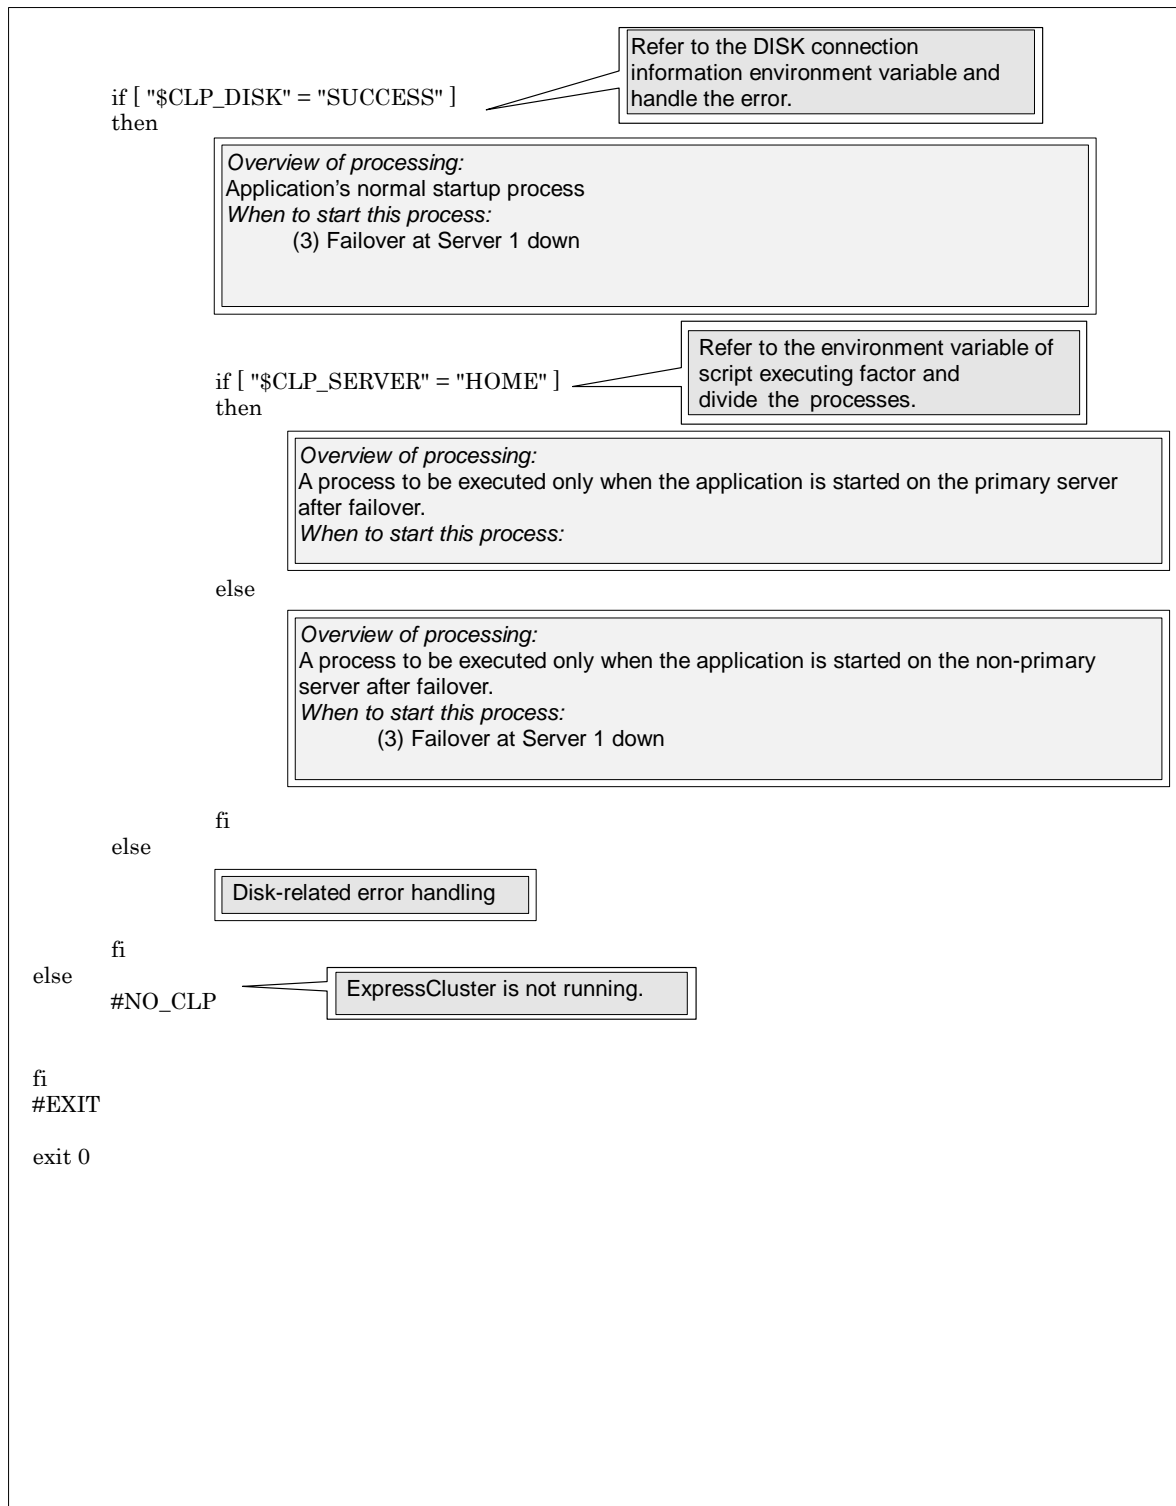 Refer to the DISK connection
information environment variable and
handle the error.
if [ "$CLP_DISK" = "SUCCESS" ]
then
Overview of processing:
Application’s normal startup process
When to start this process:
(3) Failover at Server 1 down
Refer to the environment variable of
script executing factor and
divide the processes.
if [ "$CLP_SERVER" = "HOME" ]
then
Overview of processing:
A process to be executed only when the application is started on the primary server
after failover.
When to start this process:
else
Overview of processing:
A process to be executed only when the application is started on the non-primary
server after failover.
When to start this process:
(3) Failover at Server 1 down
fi
else
Disk-related error handling
fi
else
#NO_CLP
ExpressCluster is not running.
fi
#EXIT
exit 0